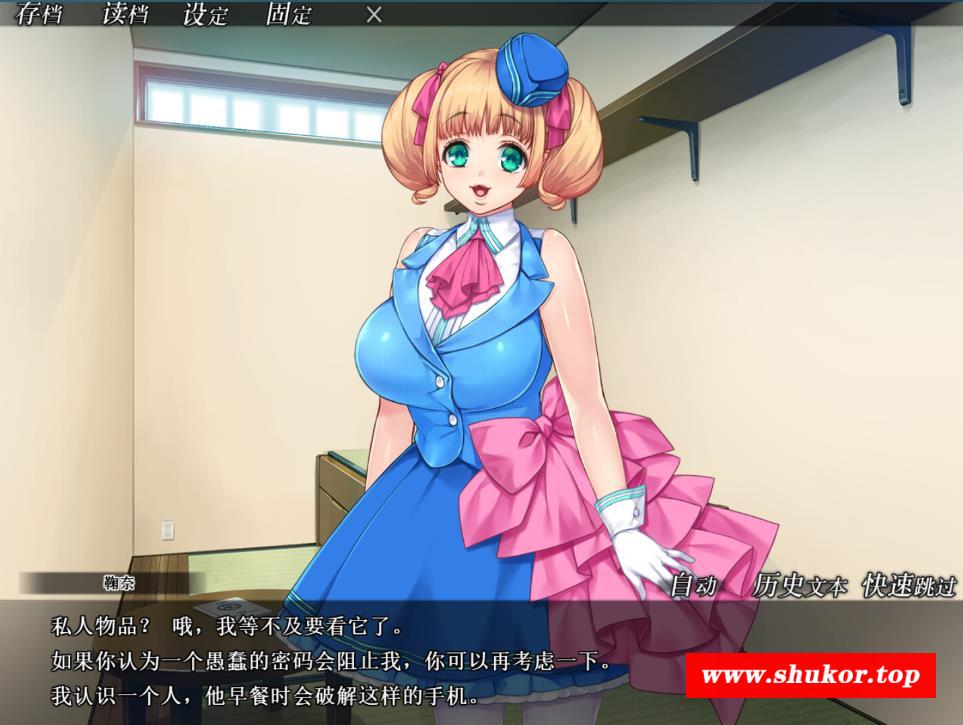 存档 读档 设定 固定 ×
鞠奈
自动 历史文本 快速跳过
私人物品？ 哦，我等不及要看它了。
如果你认为一个愚蠢的密码会阻止我，你可以再考虑一下。
我认识一个人，他早餐时会破解这样的手机。
www.shukor.top